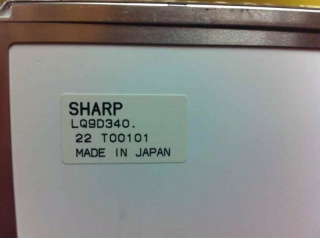 SHARP
LQ9D340.
22 T00101
MADE IN JAPAN